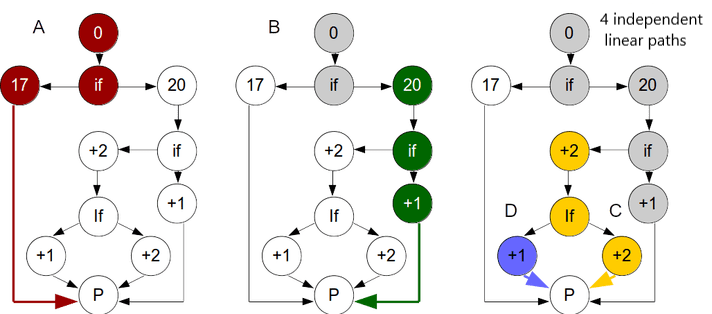 A
0
17
if
20
+2
if
If
+1
+1
+2
P
B
0
17
if
20
+2
if
+1
If
+1
+2
P
4 independent
linear paths
0
17
if
20
+2
if
D
If
C
+1
+1
+2
P